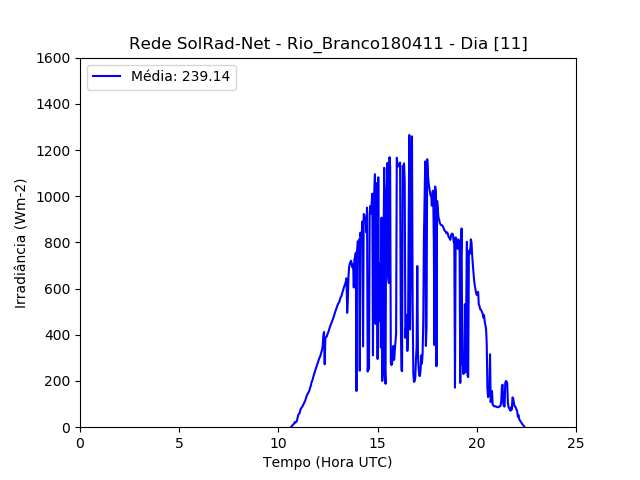 Rede SolRad-Net - Rio_Branco180411 - Dia [11]
Média: 239.14
Irradiância (Wm-2)
1600
1400
1200
1000
800
600
400
200
0
0 5 10 15 20 25
Tempo (Hora UTC)